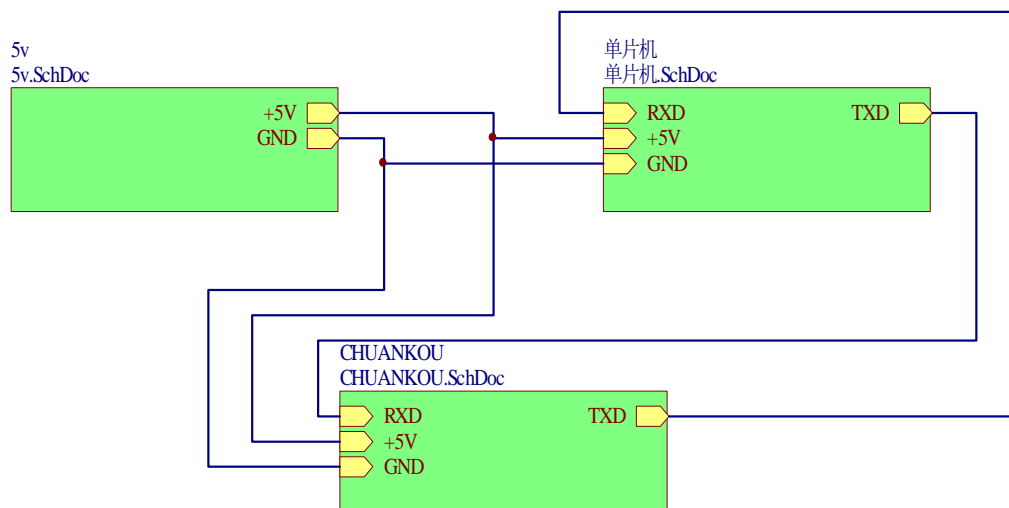 5v
5v.SchDoc
+5V
GND
单片机
单片机.SchDoc
RXD
TXD
+5V
GND
CHUANKOU
CHUANKOU.SchDoc
RXD
TXD
+5V
GND